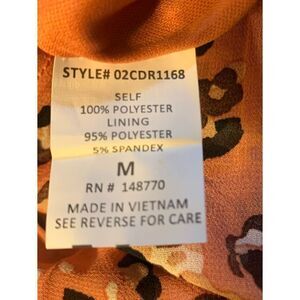 STYLE# 02CDR1168
SELF
100% POLYESTER
LINING
95% POLYESTER
5% SPANDEX
M
RN # 148770
MADE IN VIETNAM
SEE REVERSE FOR CARE